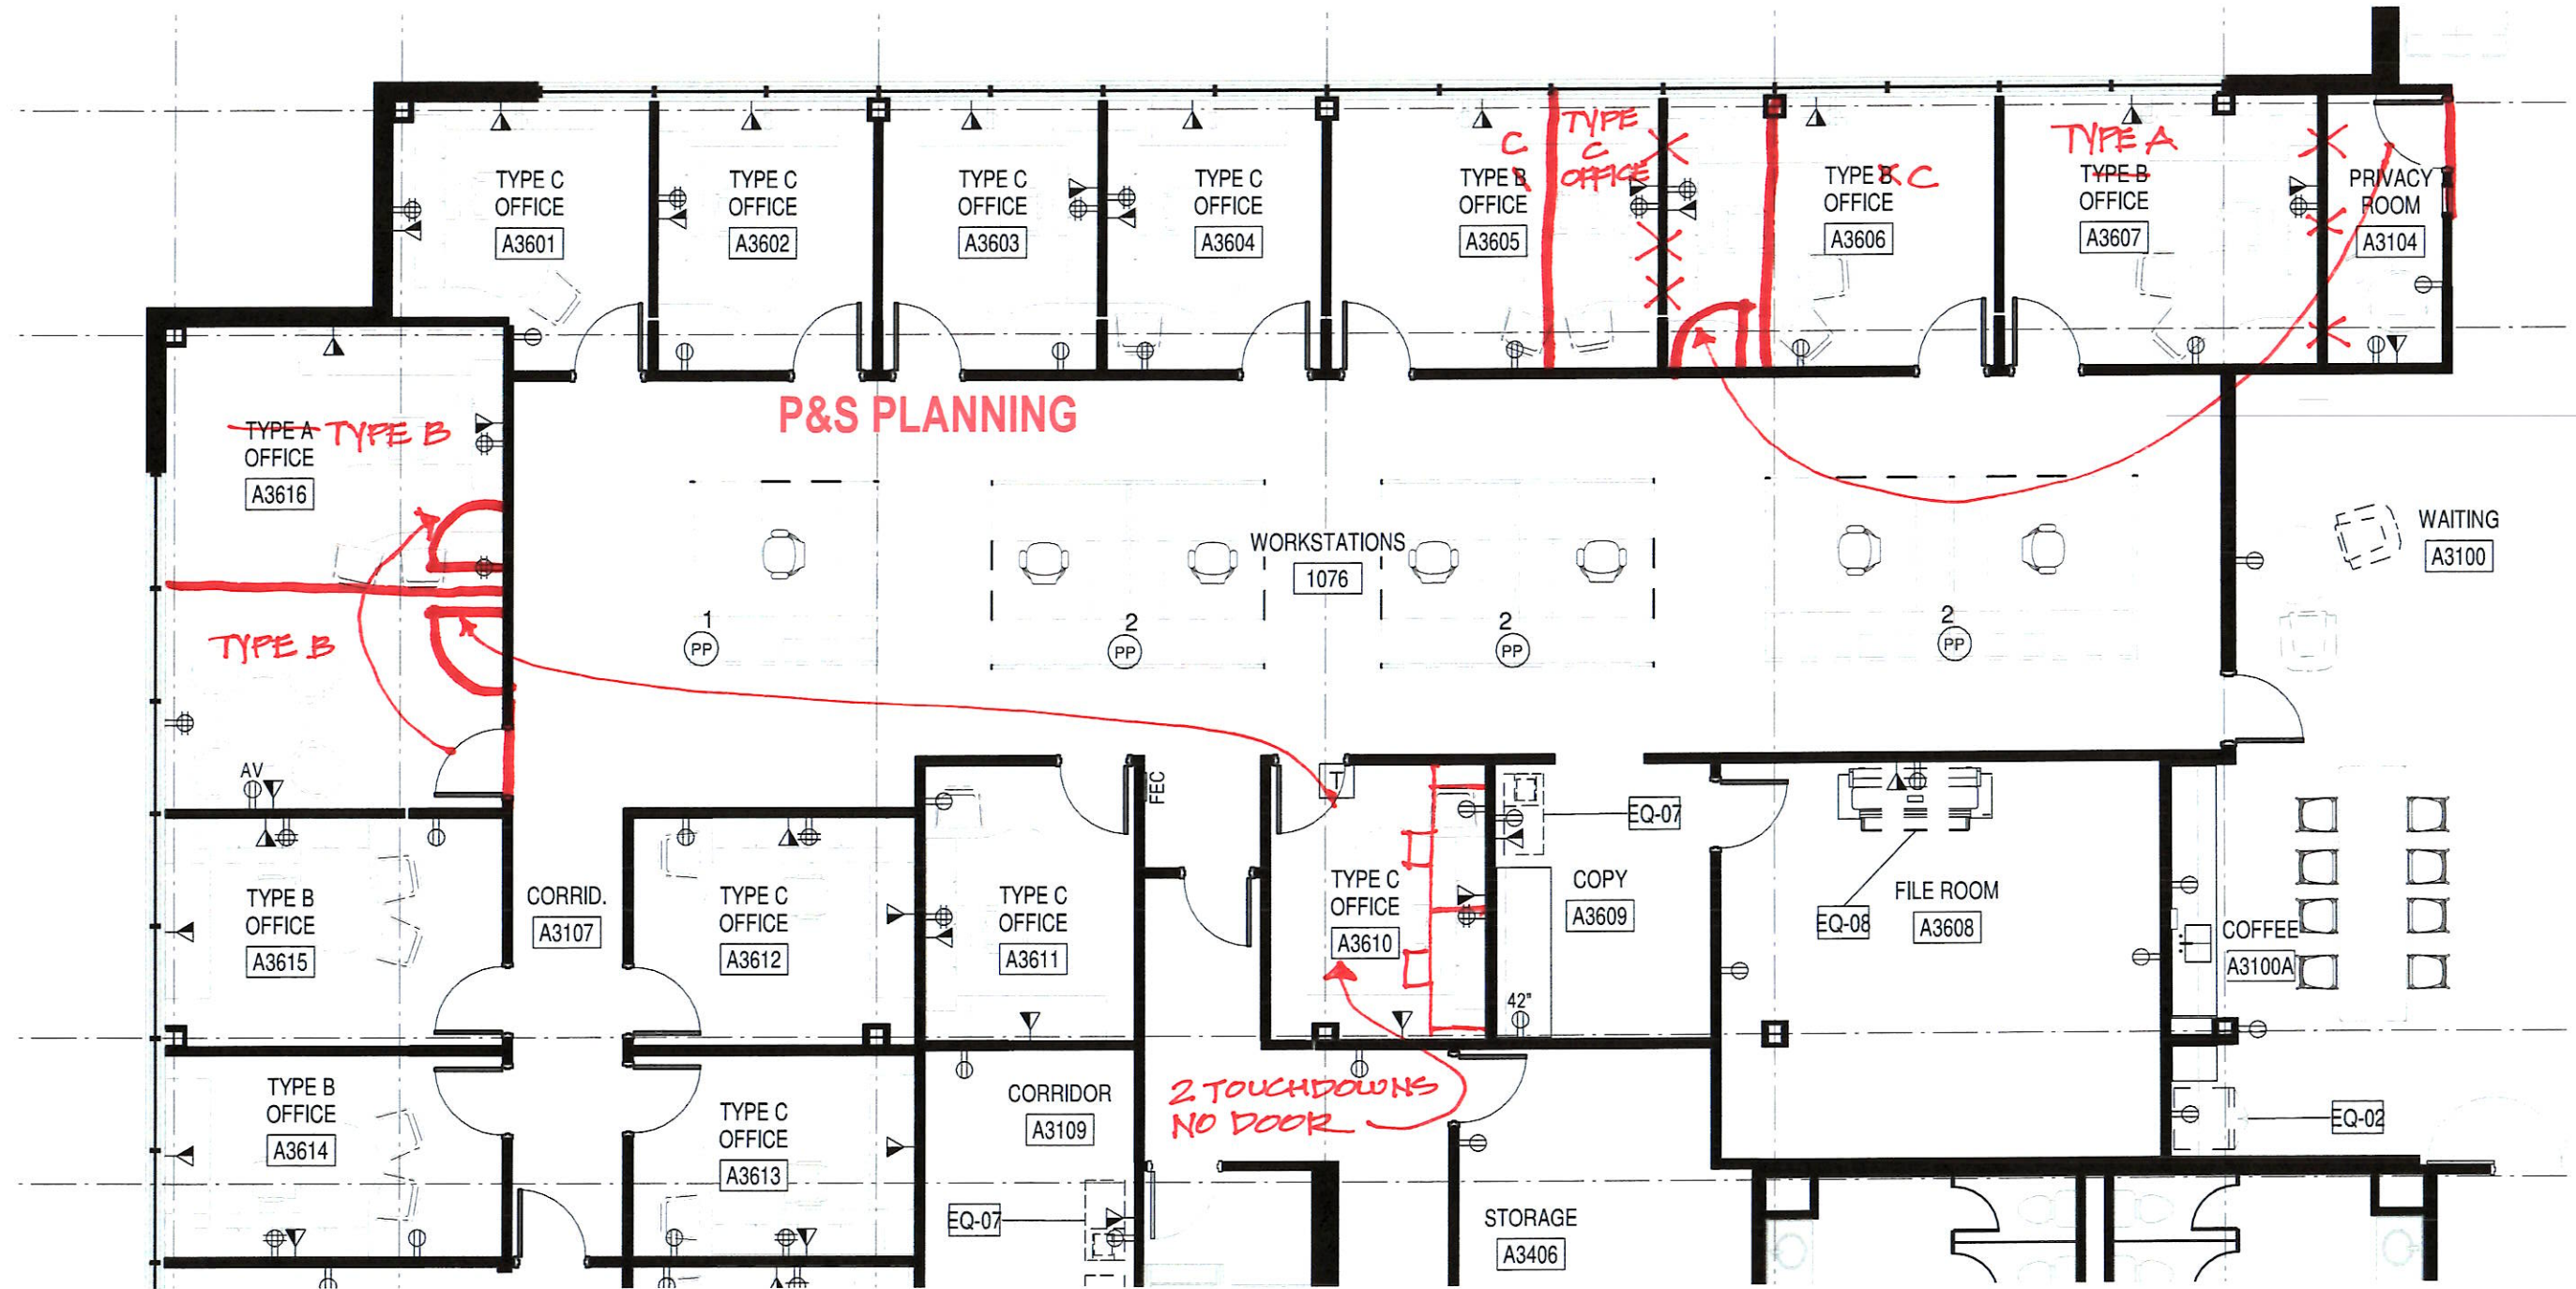 TYPE C
OFFICE
A3601
TYPE C
OFFICE
A3602
TYPE C
OFFICE
A3603
TYPE C
OFFICE
A3604
C
TYPE B
OFFICE
A3605
TYPE
C
OFFICE
TYPE B C
OFFICE
A3606
TYPE A
TYPE B
OFFICE
A3607
PRIVACY
ROOM
A3104
P&S PLANNING
TYPE A TYPE B
OFFICE
A3616
TYPE B
AV
WORKSTATIONS
1076
1
PP
2
PP
2
PP
2
PP
WAITING
A3100
FEC
T
EQ-07
TYPE B
OFFICE
A3615
CORRID.
A3107
TYPE C
OFFICE
A3612
TYPE C
OFFICE
A3611
TYPE C
OFFICE
A3610
COPY
A3609
42"
EQ-08
FILE ROOM
A3608
COFFEE
A3100A
TYPE B
OFFICE
A3614
TYPE C
OFFICE
A3613
CORRIDOR
A3109
2 TOUCHDOWNS
NO DOOR
EQ-02
EQ-07
STORAGE
A3406